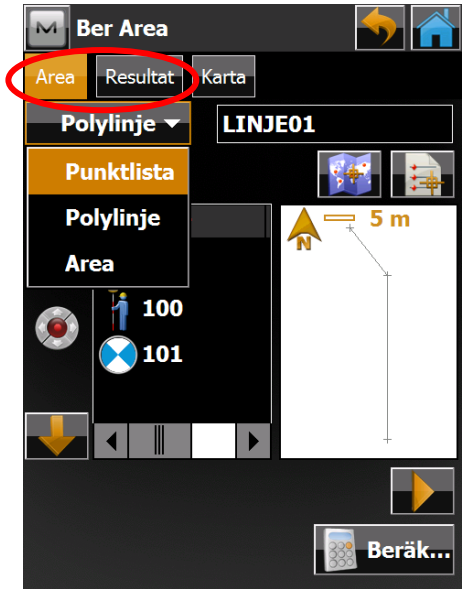 Ber Area
Area Resultat Karta
Polylinje LINJE01
Punktlista
Polylinje
Area
N 5 m
100
101
Beräk...